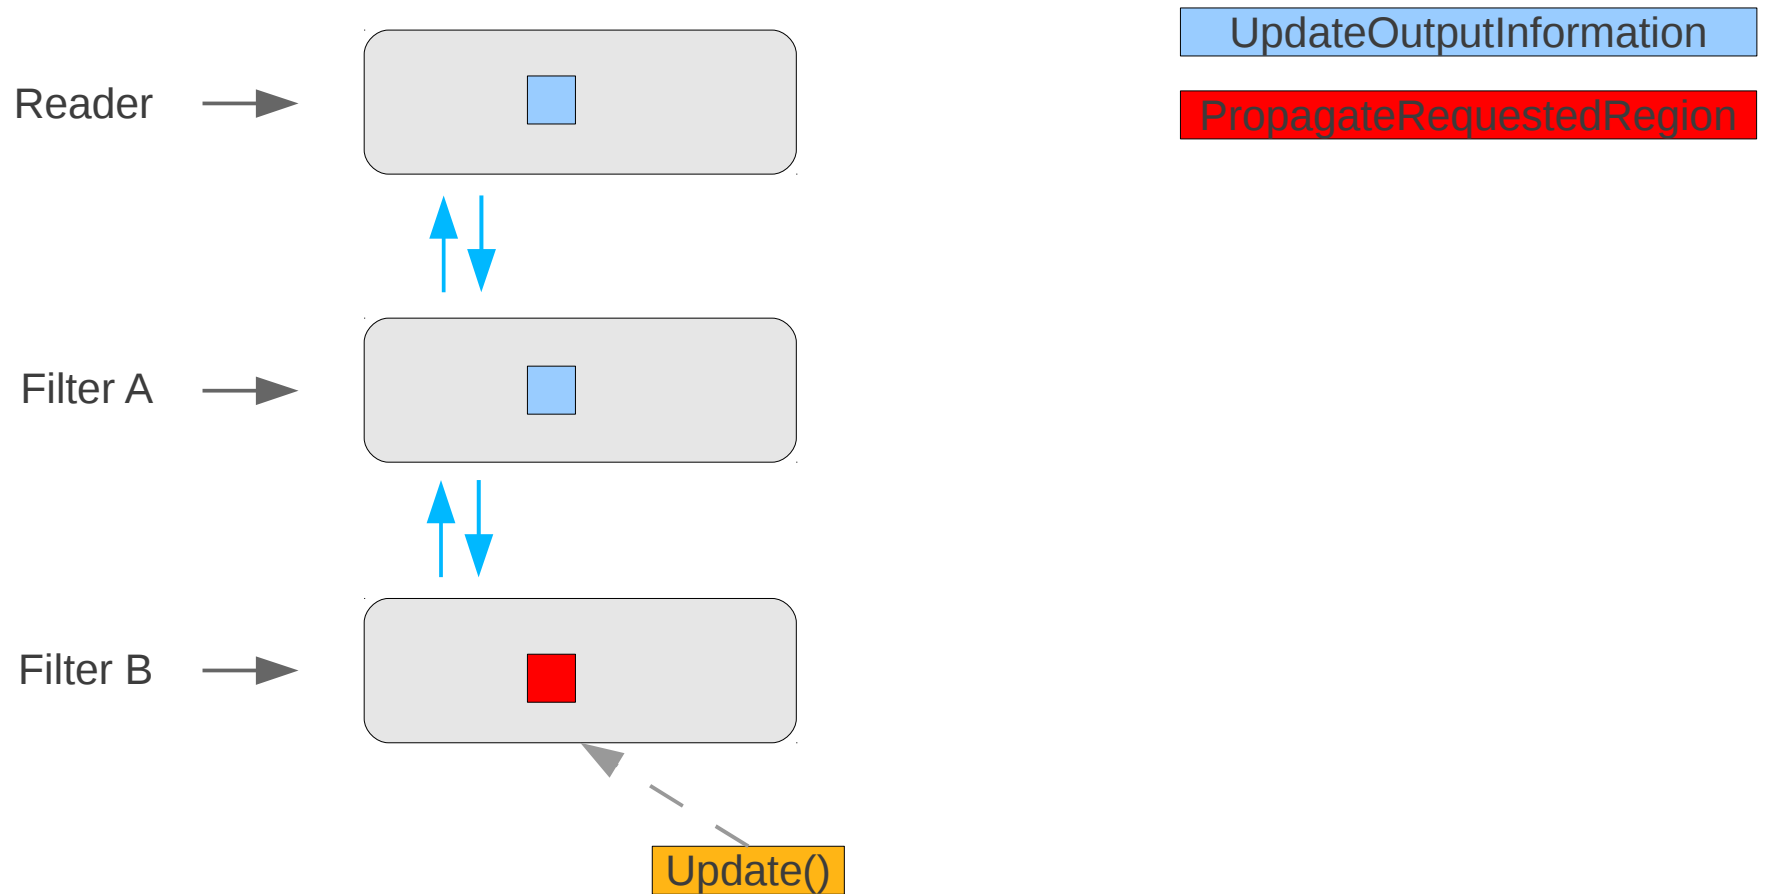 UpdateOutputInformation
Reader
PropagateRequestedRegion
Filter A
Filter B
Update()